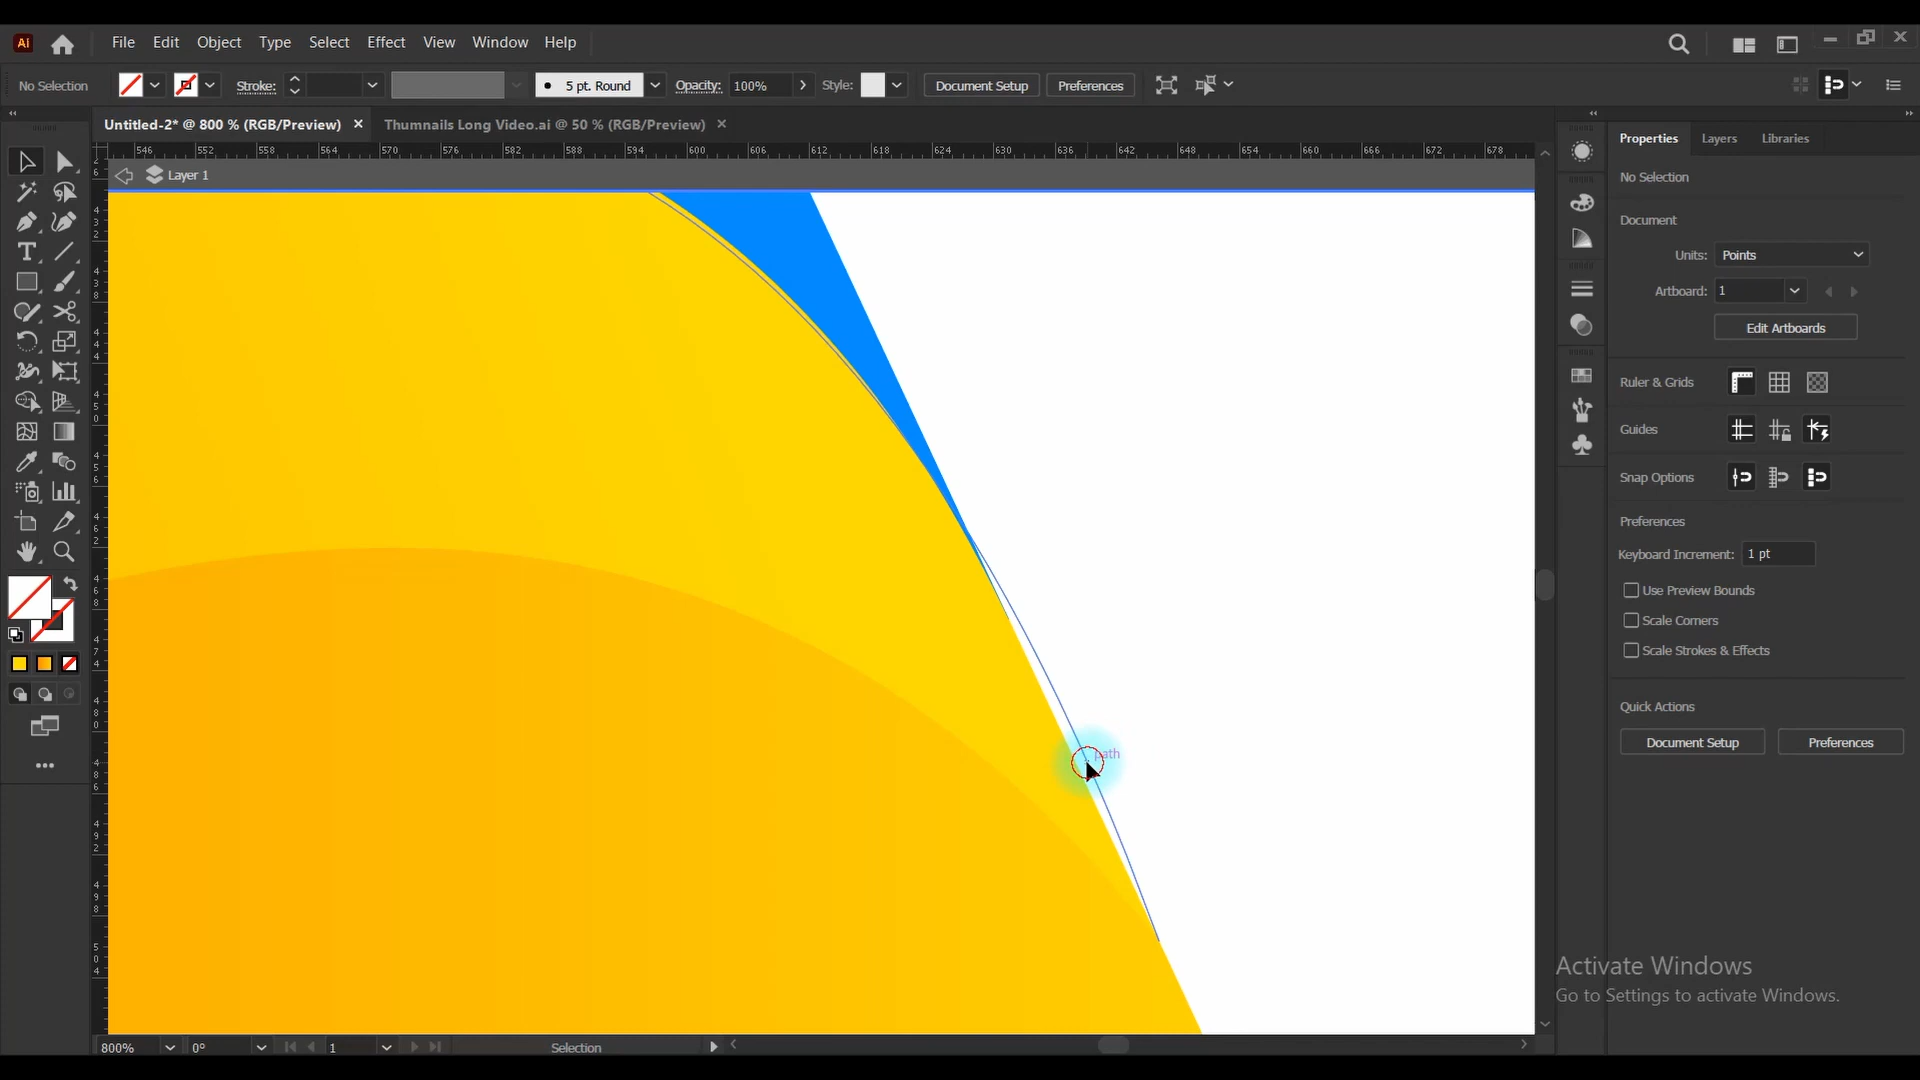 Ai File Edit Object Type Select Effect View Window Help
No Selection Stroke: 5 pt. Round Opacity: 100% Style: Document Setup Preferences
Untitled-2* @ 800 % (RGB/Preview) × Thumnails Long Video.ai @ 50 % (RGB/Preview) ×
546 552 558 564 570 576 582 588 594 600 606 612 618 624 630 636 642 648 654 660 666 672 678
Layer 1
Properties Layers Libraries
No Selection
Document
Units: Points
Artboard: 1
Edit Artboards
Ruler & Grids
Guides
Snap Options
Preferences
Keyboard Increment: 1 pt
Use Preview Bounds
Scale Corners
Scale Strokes & Effects
Quick Actions
Document Setup Preferences
path
Activate Windows
Go to Settings to activate Windows.
800% 0° 1 Selection